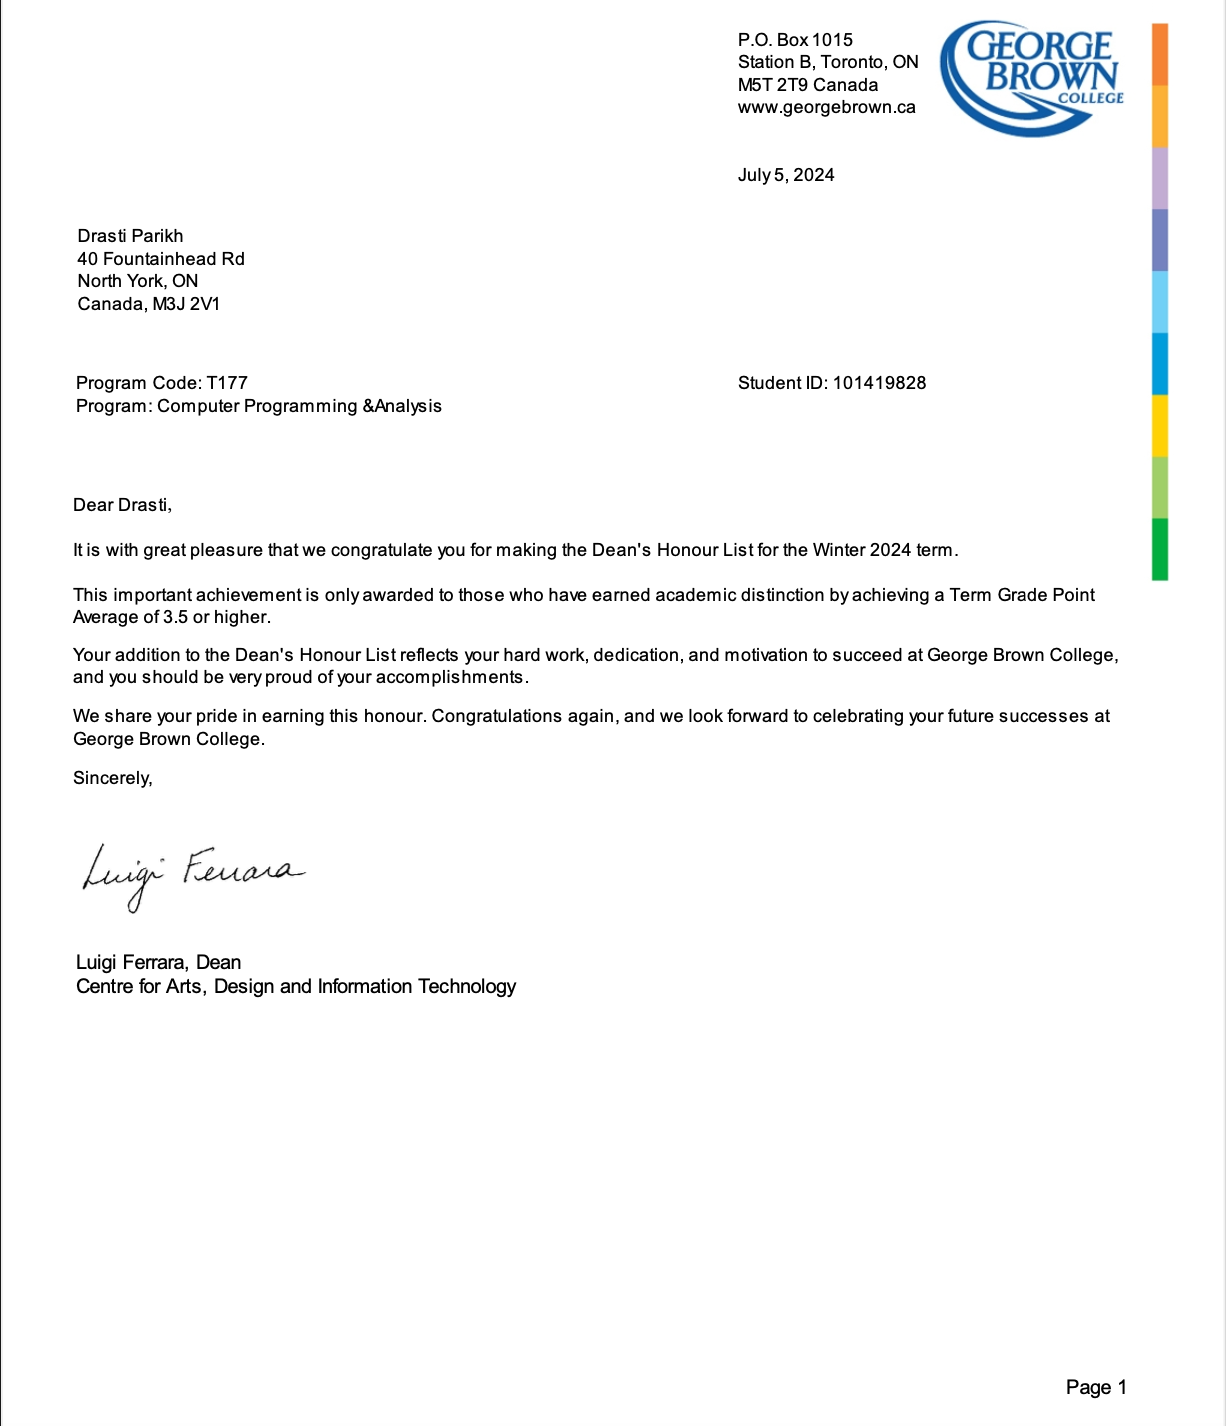 P.O. Box 1015
Station B, Toronto, ON
M5T 2T9 Canada
www.georgebrown.ca
GEORGE
BROWN
COLLEGE
July 5, 2024
Drasti Parikh
40 Fountainhead Rd
North York, ON
Canada, M3J 2V1
Program Code: T177
Student ID: 101419828
Program: Computer Programming &Analysis
Dear Drasti,
It is with great pleasure that we congratulate you for making the Dean's Honour List for the Winter 2024 term.
This important achievement is only awarded to those who have earned academic distinction by achieving a Term Grade Point
Average of 3.5 or higher.
Your addition to the Dean's Honour List reflects your hard work, dedication, and motivation to succeed at George Brown College,
and you should be very proud of your accomplishments.
We share your pride in earning this honour. Congratulations again, and we look forward to celebrating your future successes at
George Brown College.
Sincerely,
Luigi Ferrara
Luigi Ferrara, Dean
Centre for Arts, Design and Information Technology
Page 1